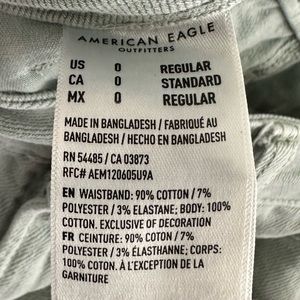 AMERICAN EAGLE
OUTFITTERS
US 0 REGULAR
CA 0 STANDARD
MX 0 REGULAR
MADE IN BANGLADESH / FABRIQUÉ AU
BANGLADESH / HECHO EN BANGLADESH
RN 54485 / CA 03873
RFC# AEM120605U9A
EN WAISTBAND: 90% COTTON / 7%
POLYESTER / 3% ELASTANE; BODY: 100%
COTTON. EXCLUSIVE OF DECORATION
FR CEINTURE: 90% COTON / 7%
POLYESTER / 3% ÉLASTHANNE; CORPS:
100% COTON. À L'EXCEPTION DE LA
GARNITURE